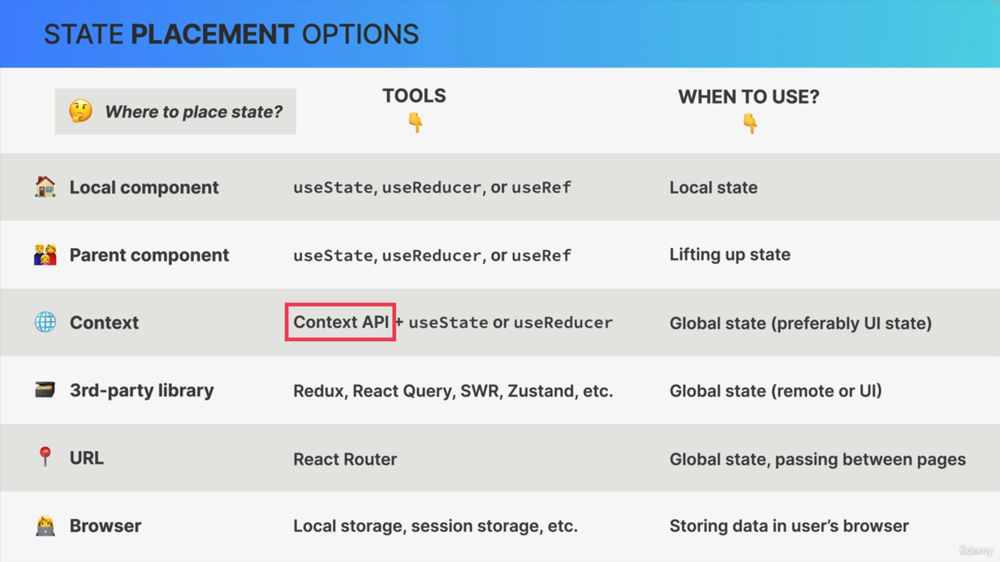 STATE PLACEMENT OPTIONS
Where to place state?
TOOLS
WHEN TO USE?
Local component
useState, useReducer, or useRef
Local state
Parent component
useState, useReducer, or useRef
Lifting up state
Context
Context API + useState or useReducer
Global state (preferably UI state)
3rd-party library
Redux, React Query, SWR, Zustand, etc.
Global state (remote or UI)
URL
React Router
Global state, passing between pages
Browser
Local storage, session storage, etc.
Storing data in user’s browser
ûdemy